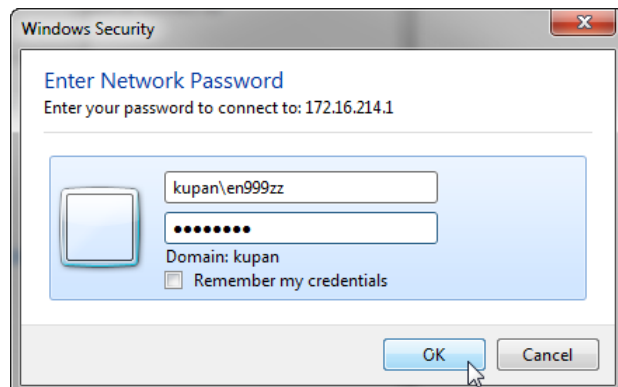 Windows Security
Enter Network Password
Enter your password to connect to: 172.16.214.1
kupan\en999zz
●●●●●●●●
Domain: kupan
Remember my credentials
OK
Cancel